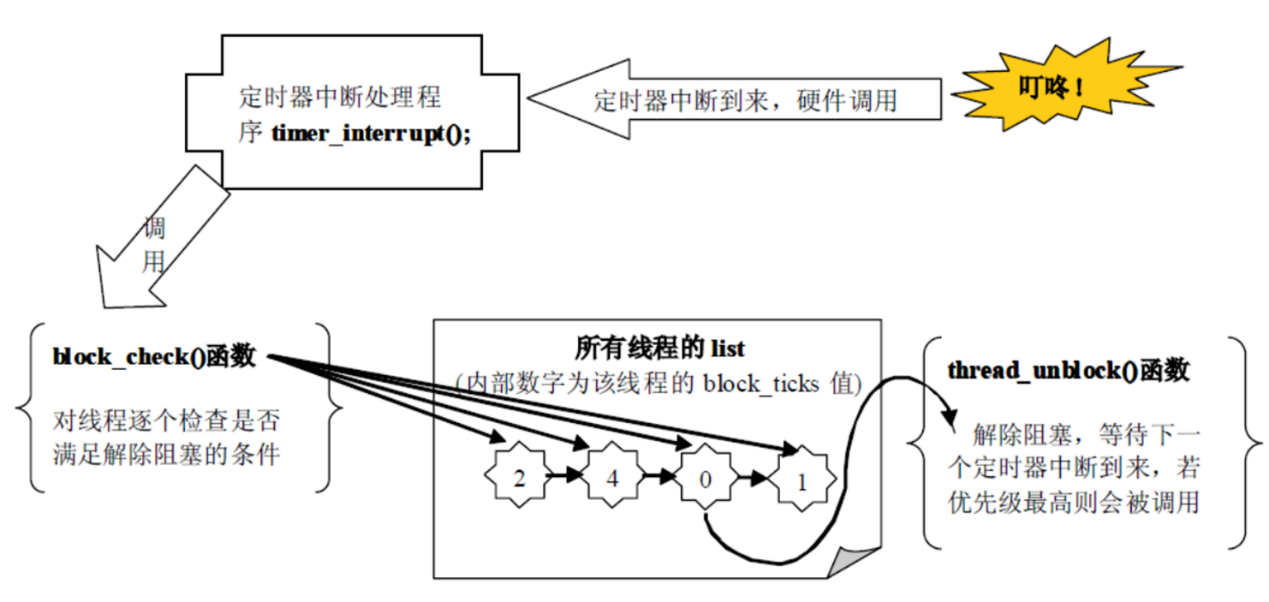 定时器中断处理程
序 timer_interrupt();
定时器中断到来，硬件调用
叮咚！
调
用
block_check()函数
对线程逐个检查是否
满足解除阻塞的条件
所有线程的 list
(内部数字为该线程的 block_ticks 值)
2
4
0
1
thread_unblock()函数
解除阻塞，等待下一
个定时器中断到来，若
优先级最高则会被调用